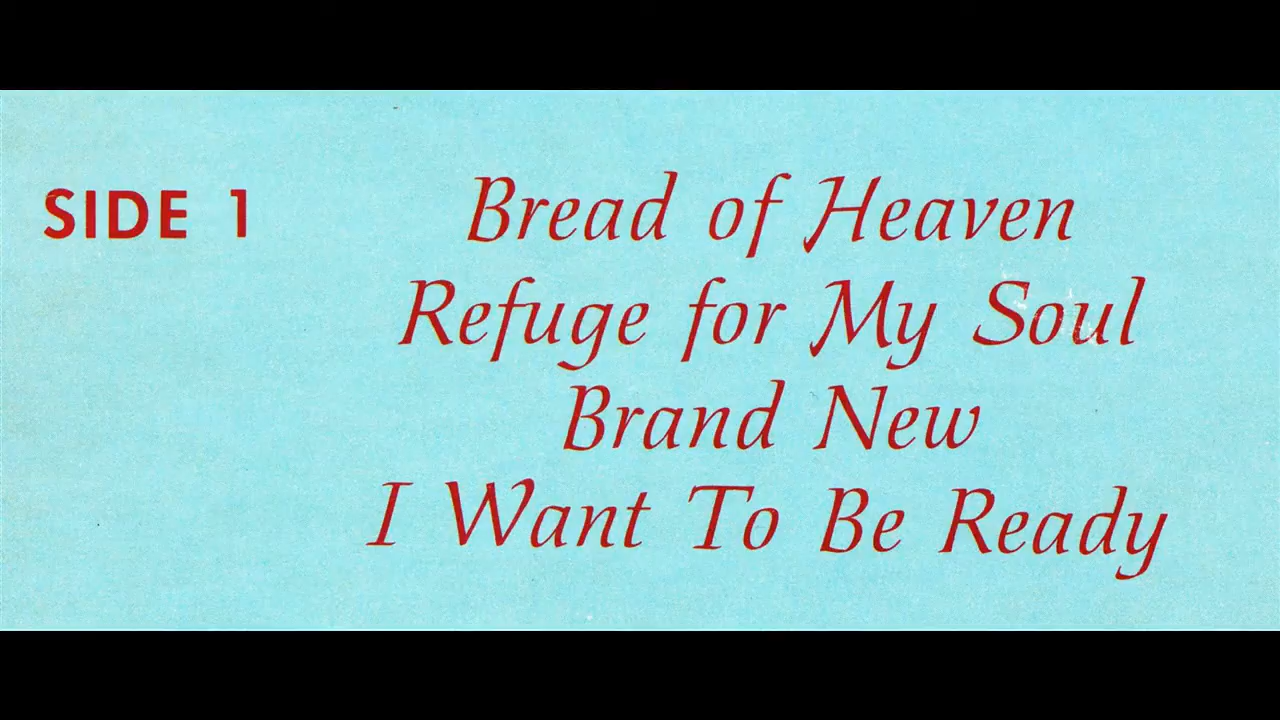 SIDE 1
Bread of Heaven
Refuge for My Soul
Brand New
I Want To Be Ready